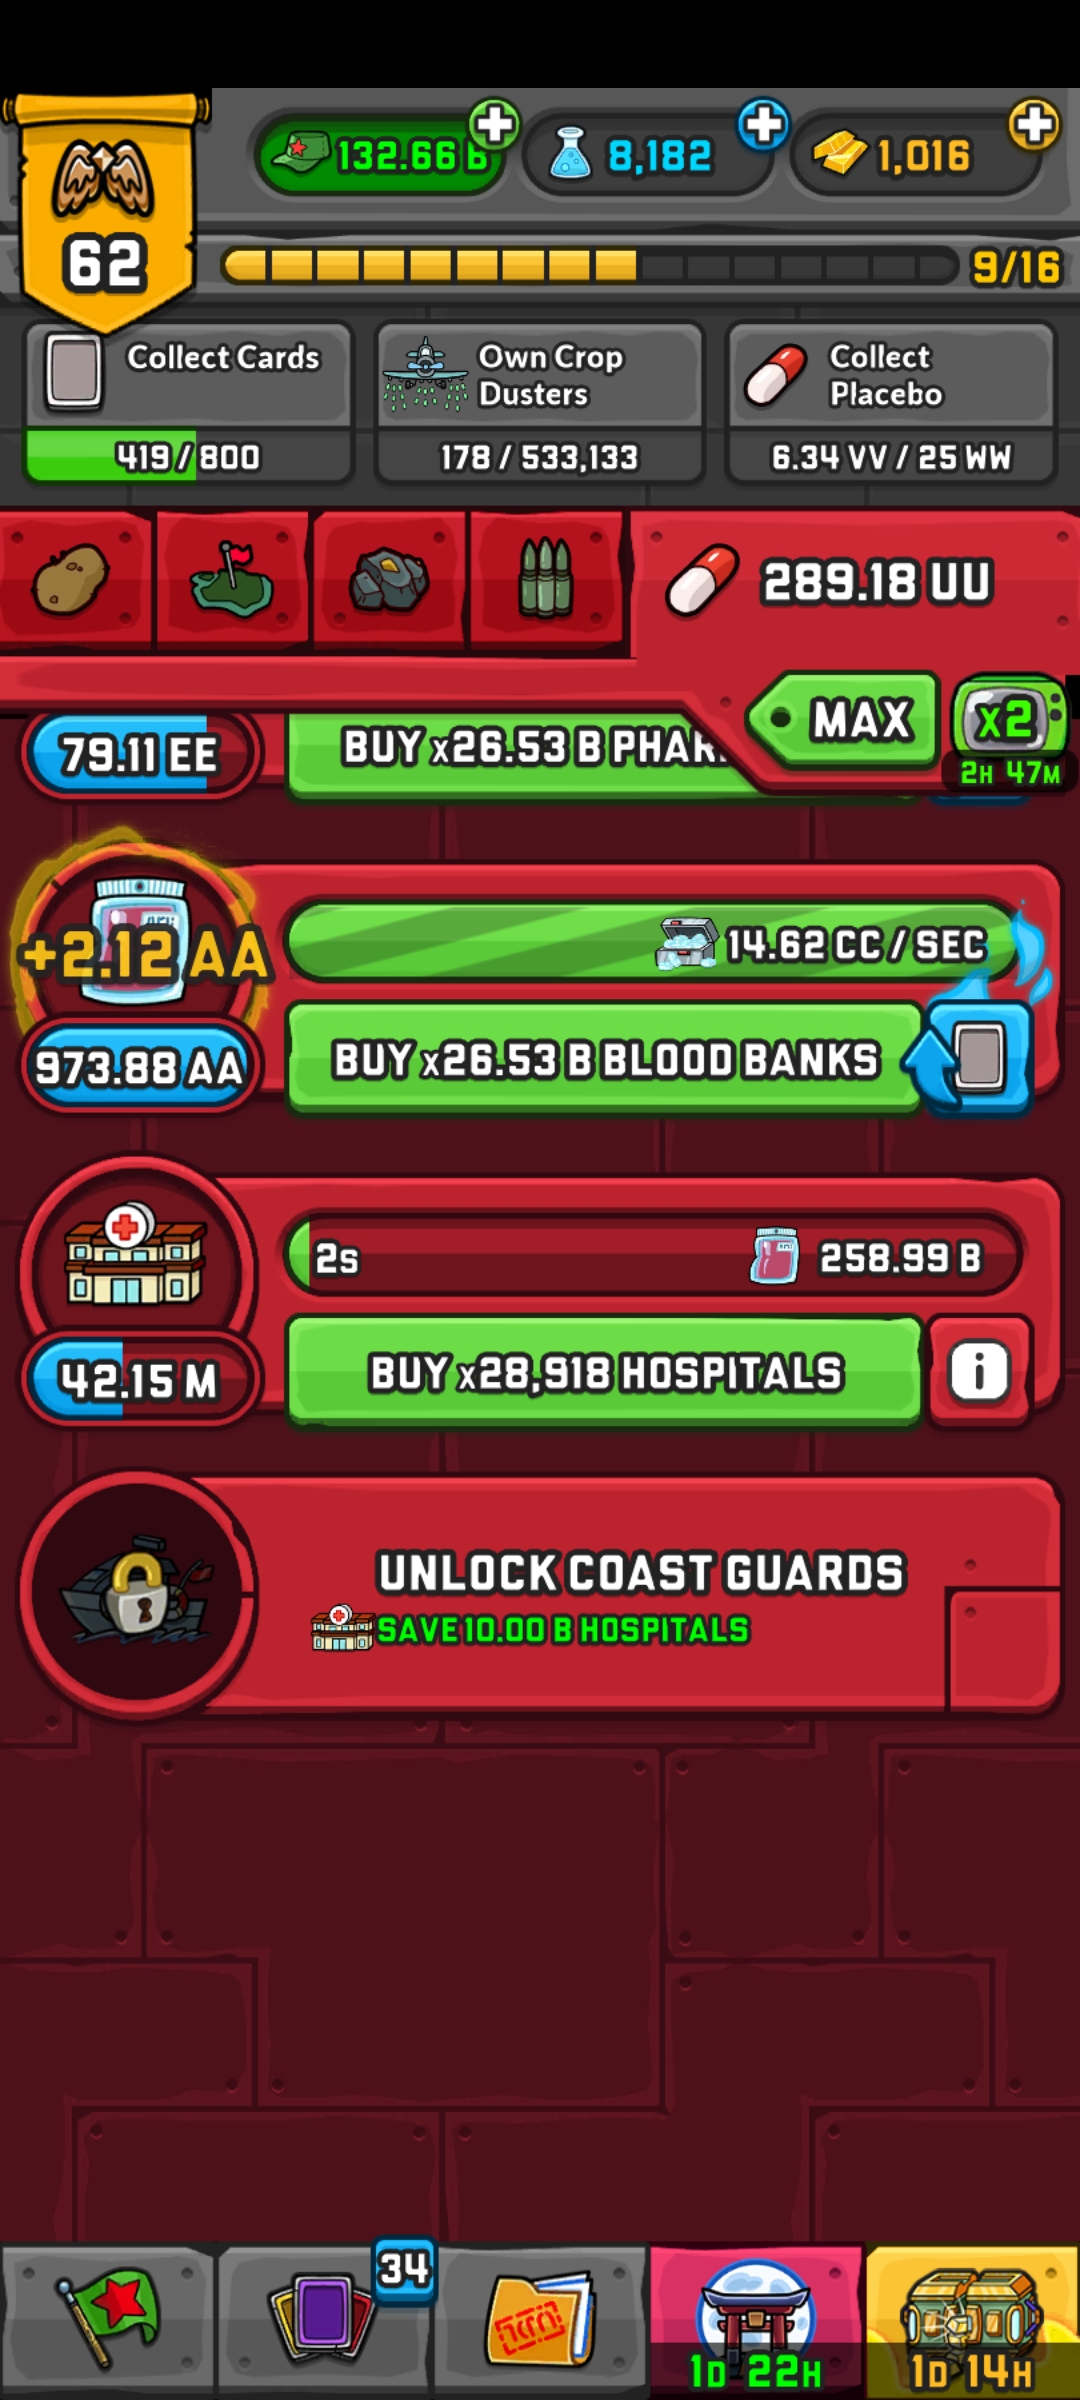 132.66 B
8,182
1,016
62
9/16
Collect Cards
419 / 800
Own Crop
Dusters
178 / 533,133
Collect
Placebo
6.34 VV / 25 WW
289.18 UU
MAX
x2
2H 47M
79.11 EE
BUY x26.53 B
+2.12 AA
14.62 CC / SEC
973.88 AA
BUY x26.53 B BLOOD BANKS
2s
258.99 B
42.15 M
BUY x28,918 HOSPITALS
i
UNLOCK COAST GUARDS
SAVE 10.00 B HOSPITALS
34
1D 22H
1D 14H